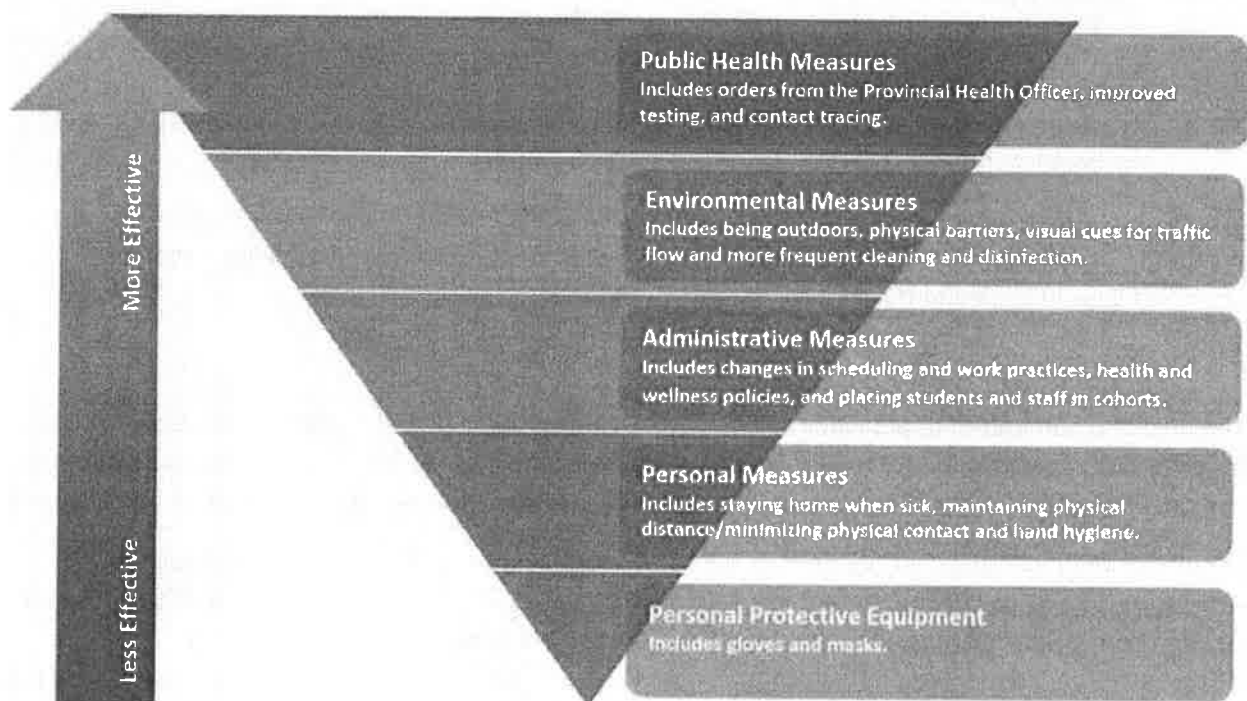 Public Health Measures
Includes orders from the Provincial Health Officer, improved
testing, and contact tracing.
More Effective
Environmental Measures
Includes being outdoors, physical barriers, visual cues for traffic
flow and more frequent cleaning and disinfection.
Administrative Measures
Includes changes in scheduling and work practices, health and
wellness policies, and placing students and staff in cohorts.
Personal Measures
Includes staying home when sick, maintaining physical
distance/minimizing physical contact and hand hygiene.
Less Effective
Personal Protective Equipment
Includes gloves and masks.